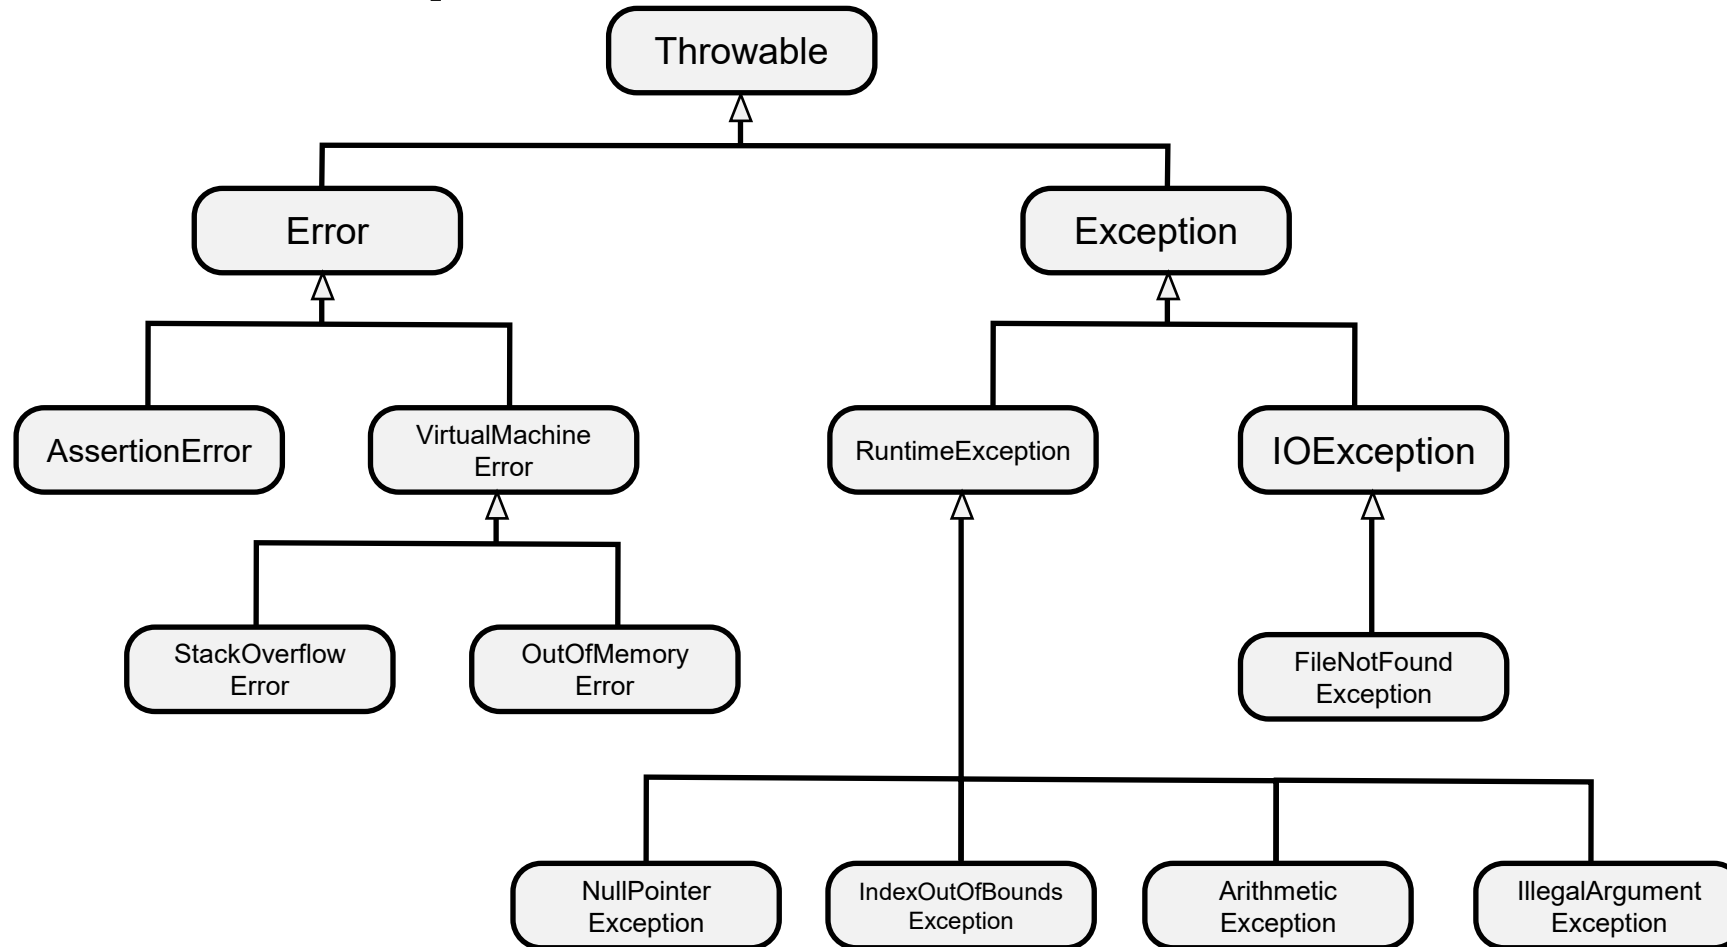 Throwable
Error
Exception
AssertionError
VirtualMachine
Error
RuntimeException
IOException
StackOverflow
Error
OutOfMemory
Error
FileNotFound
Exception
NullPointer
Exception
IndexOutOfBounds
Exception
Arithmetic
Exception
IllegalArgument
Exception